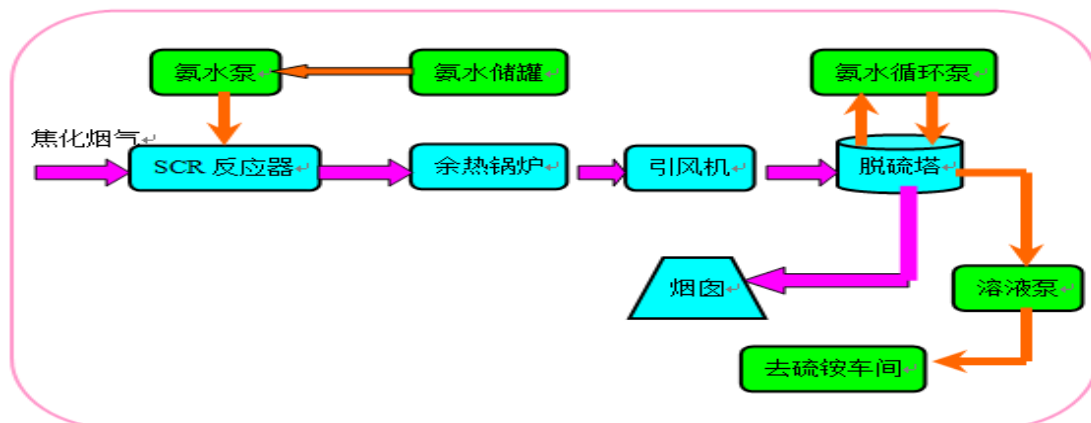 氨水泵
氨水储罐
氨水循环泵
焦化烟气
SCR 反应器
余热锅炉
引风机
脱硫塔
烟囱
溶液泵
去硫铵车间